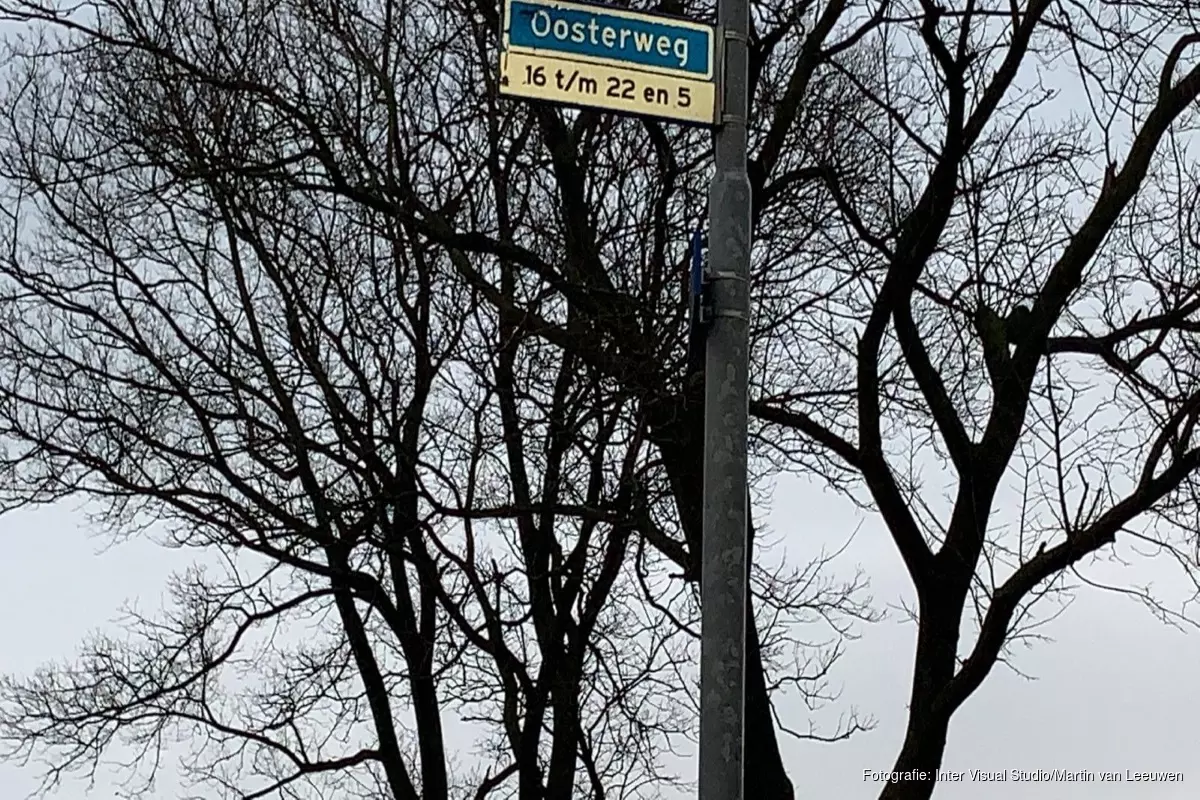 Oosterweg
16 t/m 22 en 5
Fotografie: Inter Visual Studio/Martin van Leeuwen